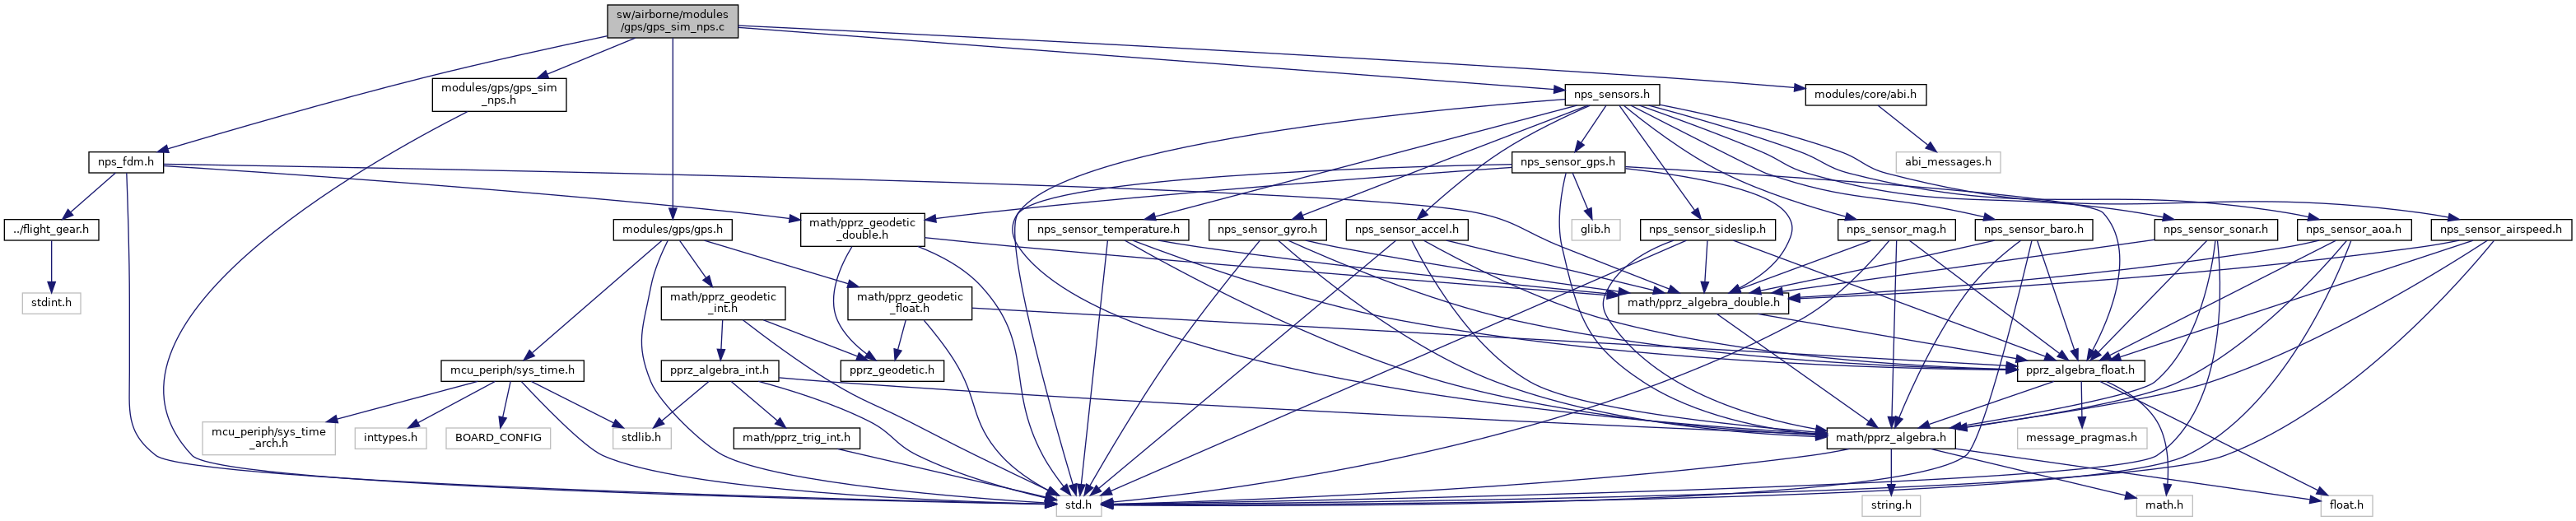 sw/airborne/modules
/gps/gps_sim_nps.c
modules/gps/gps_sim
_nps.h
nps_sensors.h
modules/core/abi.h
nps_fdm.h
nps_sensor_gps.h
abi_messages.h
../flight_gear.h
modules/gps/gps.h
math/pprz_geodetic
_double.h
nps_sensor_temperature.h
nps_sensor_gyro.h
nps_sensor_accel.h
glib.h
nps_sensor_sideslip.h
nps_sensor_mag.h
nps_sensor_baro.h
nps_sensor_sonar.h
nps_sensor_aoa.h
nps_sensor_airspeed.h
stdint.h
math/pprz_geodetic
_int.h
math/pprz_geodetic
_float.h
math/pprz_algebra_double.h
mcu_periph/sys_time.h
pprz_algebra_int.h
pprz_geodetic.h
pprz_algebra_float.h
mcu_periph/sys_time
_arch.h
inttypes.h
BOARD_CONFIG
stdlib.h
math/pprz_trig_int.h
math/pprz_algebra.h
message_pragmas.h
std.h
string.h
math.h
float.h